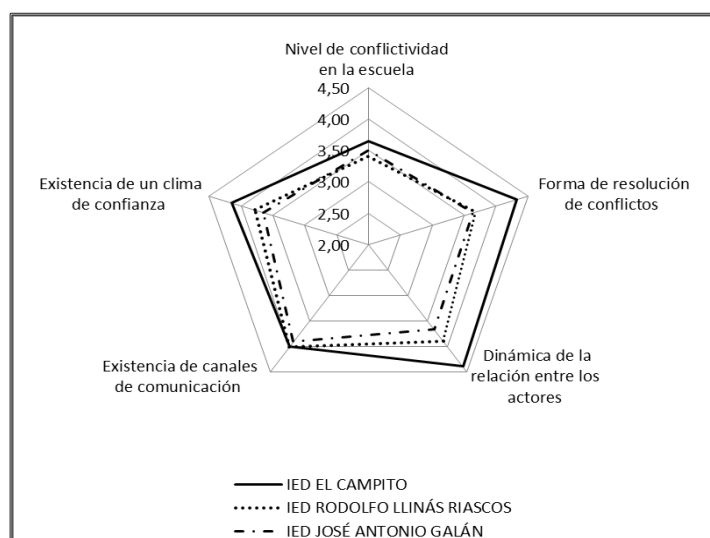 Nivel de conflictividad
en la escuela
4,50
4,00
3,50
3,00
2,50
2,00
Forma de resolución
de conflictos
Dinámica de la
relación entre los
actores
Existencia de canales
de comunicación
Existencia de un clima
de confianza
IED EL CAMPITO
IED RODOLFO LLINÁS RIASCOS
IED JOSÉ ANTONIO GALÁN